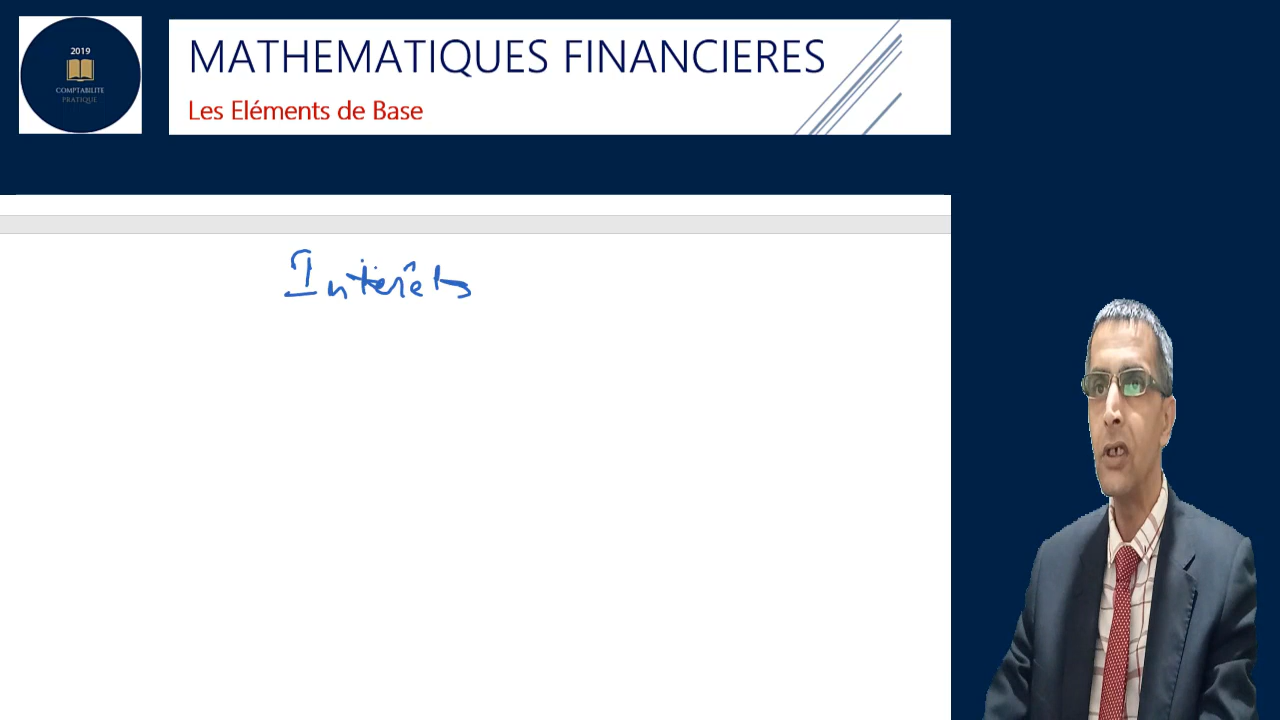 2019
COMPTABILITE
PRATIQUE
MATHEMATIQUES FINANCIERES
Les Eléments de Base
Intérêts